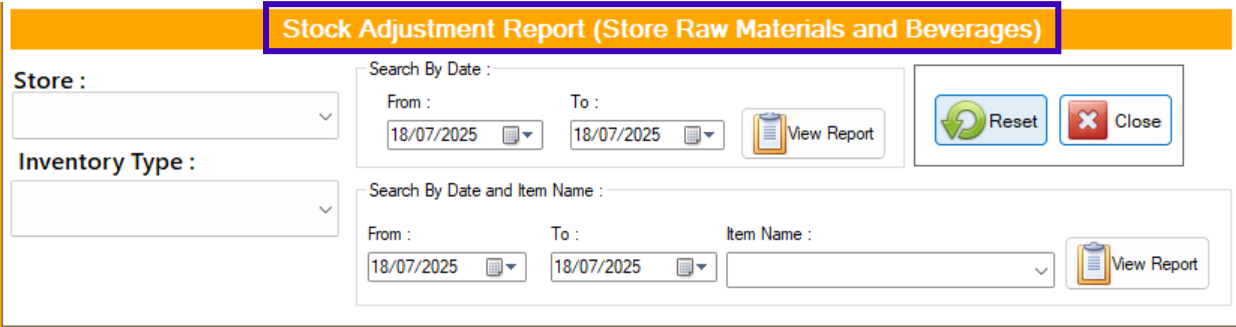 Stock Adjustment Report (Store Raw Materials and Beverages)
Store :
Inventory Type :
Search By Date :
From :
To :
18/07/2025
18/07/2025
View Report
Reset
Close
Search By Date and Item Name :
From :
To :
Item Name :
18/07/2025
18/07/2025
View Report